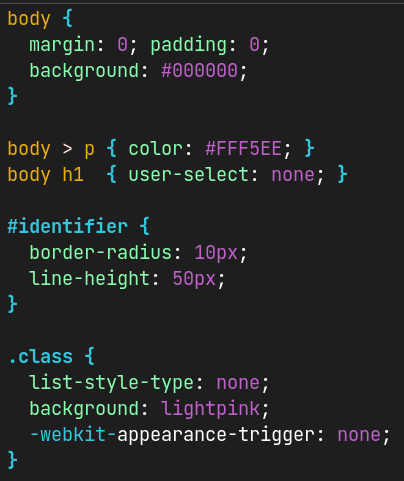 body {
  margin: 0; padding: 0;
  background: #000000;
}

body > p { color: #FFF5EE; }
body h1  { user-select: none; }

#identifier {
  border-radius: 10px;
  line-height: 50px;
}

.class {
  list-style-type: none;
  background: lightpink;
  -webkit-appearance-trigger: none;
}